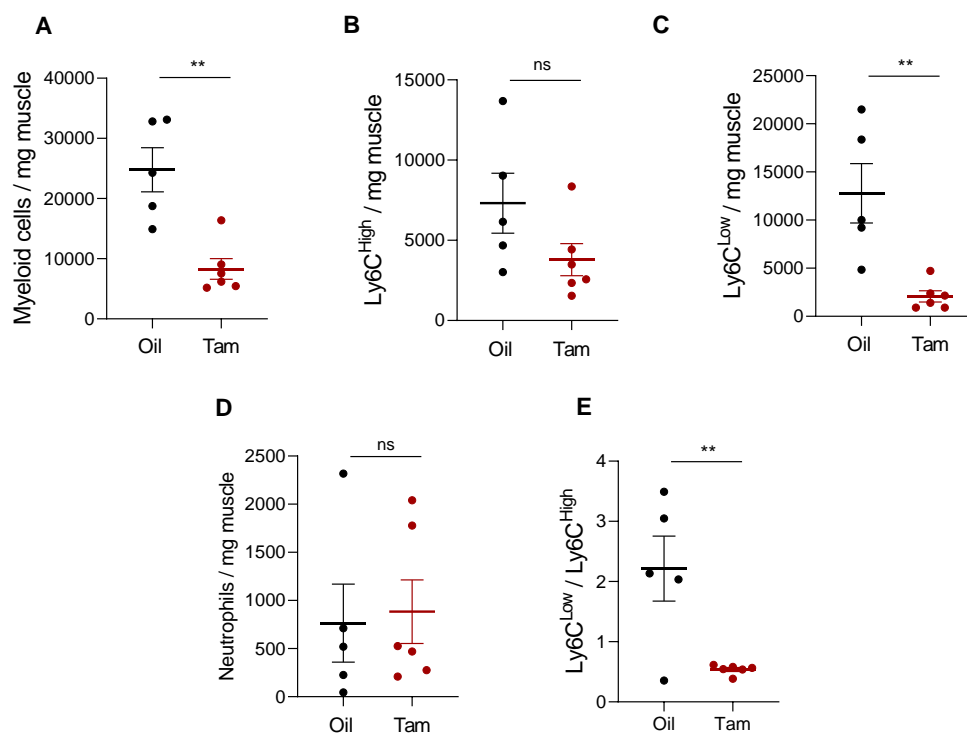 A
Myeloid cells / mg muscle
**
40000
30000
20000
10000
0
Oil
Tam
B
Ly6C^High / mg muscle
ns
15000
10000
5000
0
Oil
Tam
C
Ly6C^Low / mg muscle
**
25000
20000
15000
10000
5000
0
Oil
Tam
D
Neutrophils / mg muscle
ns
2500
2000
1500
1000
500
0
Oil
Tam
E
Ly6C^Low / Ly6C^High
**
4
3
2
1
0
Oil
Tam